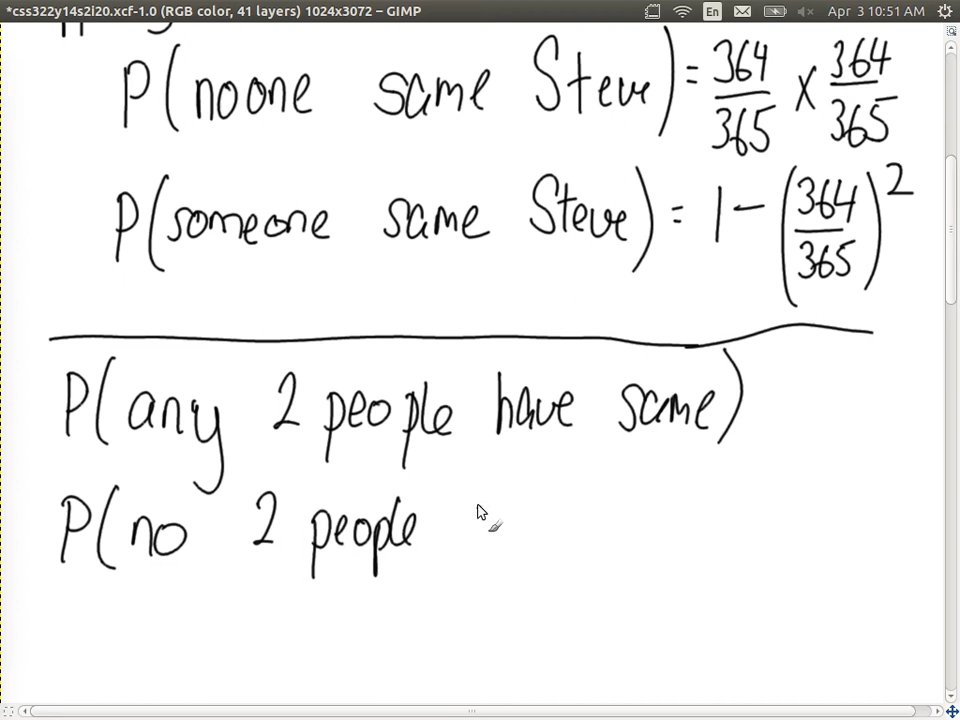 *css322y14s2i20.xcf-1.0 (RGB color, 41 layers) 1024x3072 – GIMP En Apr 3 10:51 AM
P(noone same Steve) = 364/365 x 364/365
P(someone same Steve) = 1 - (364/365)^2
P(any 2 people have same)
P(no 2 people